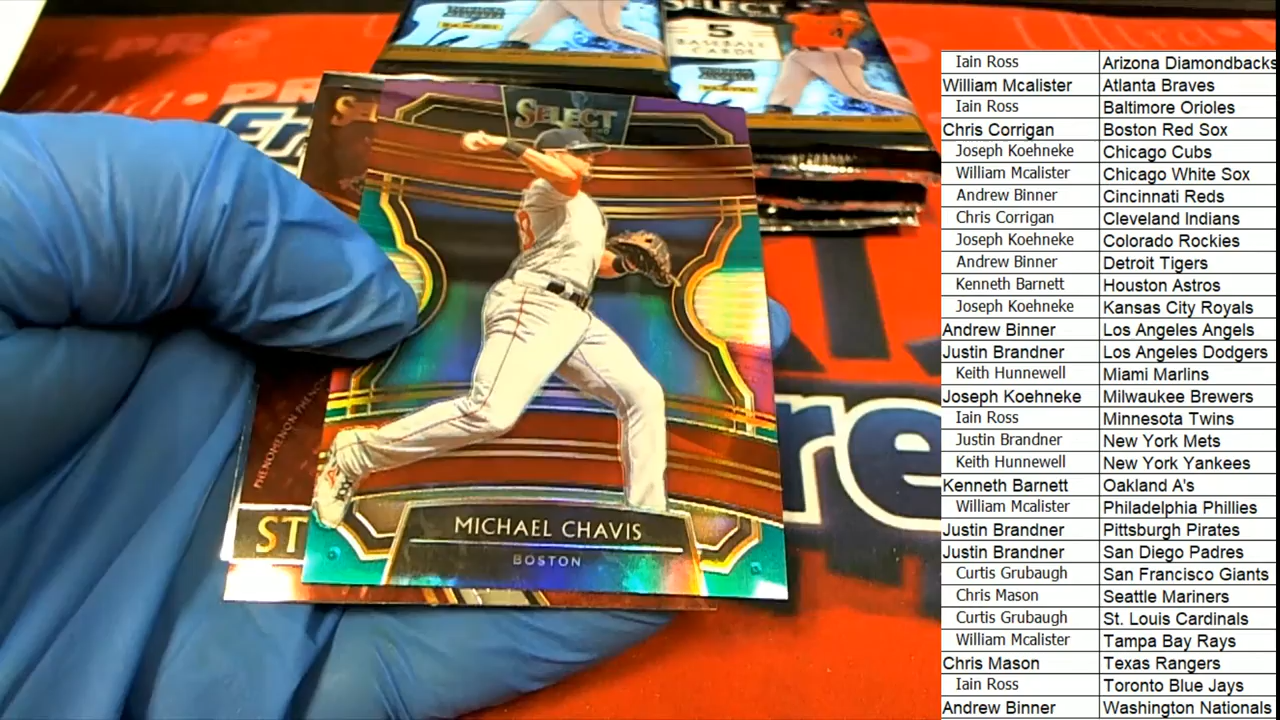 SELECT
5
BASEBALL
CARDS
PRO
SELECT
SE
PHENOMENON PHENO
ST
MICHAEL CHAVIS
BOSTON
re
Iain Ross Arizona Diamondbacks
William Mcalister Atlanta Braves
Iain Ross Baltimore Orioles
Chris Corrigan Boston Red Sox
Joseph Koehneke Chicago Cubs
William Mcalister Chicago White Sox
Andrew Binner Cincinnati Reds
Chris Corrigan Cleveland Indians
Joseph Koehneke Colorado Rockies
Andrew Binner Detroit Tigers
Kenneth Barnett Houston Astros
Joseph Koehneke Kansas City Royals
Andrew Binner Los Angeles Angels
Justin Brandner Los Angeles Dodgers
Keith Hunnewell Miami Marlins
Joseph Koehneke Milwaukee Brewers
Iain Ross Minnesota Twins
Justin Brandner New York Mets
Keith Hunnewell New York Yankees
Kenneth Barnett Oakland A's
William Mcalister Philadelphia Phillies
Justin Brandner Pittsburgh Pirates
Justin Brandner San Diego Padres
Curtis Grubaugh San Francisco Giants
Chris Mason Seattle Mariners
Curtis Grubaugh St. Louis Cardinals
William Mcalister Tampa Bay Rays
Chris Mason Texas Rangers
Iain Ross Toronto Blue Jays
Andrew Binner Washington Nationals